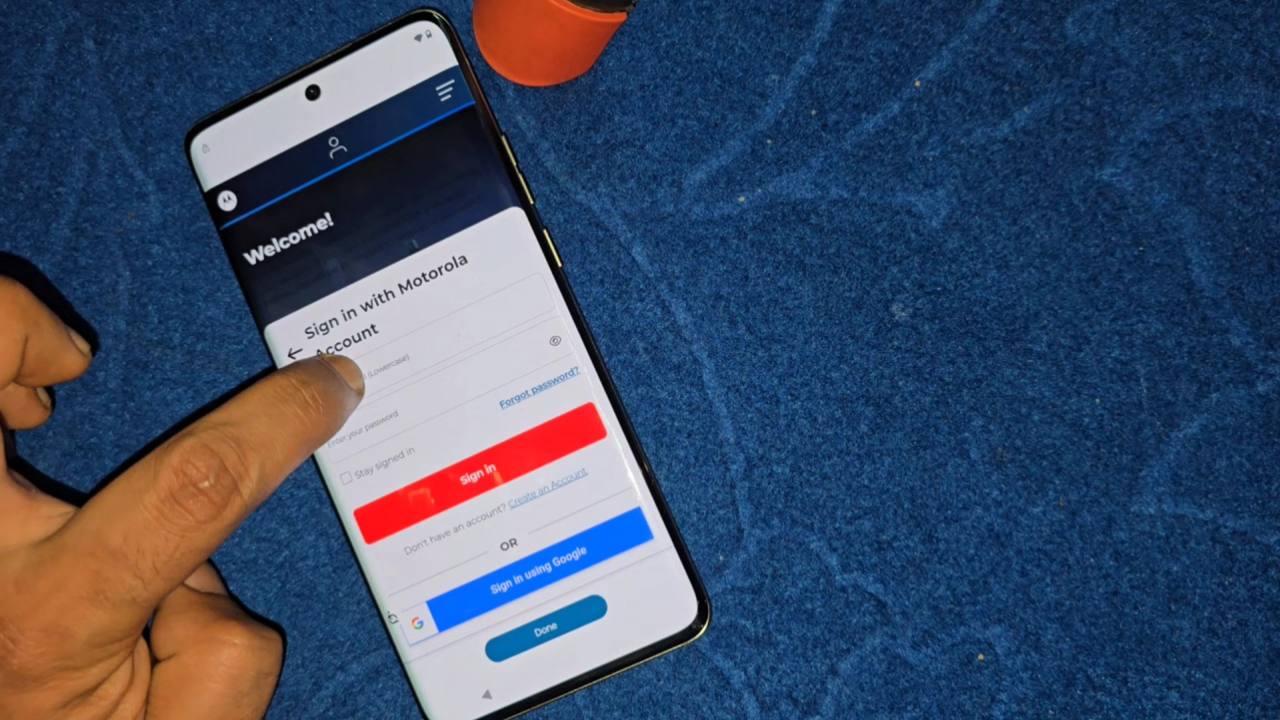 Welcome!
Sign in with Motorola
Account
(Lowercase)
Enter your password
Forgot password?
Stay signed in
Sign in
Don't have an account? Create an Account
OR
Sign in using Google
Done